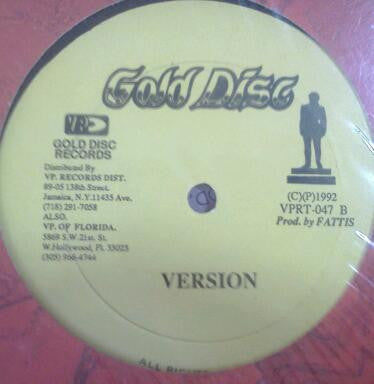 GOLD DISC
VP
GOLD DISC
RECORDS
Distributed By
VP. RECORDS DIST.
89-05 138th Street.
Jamaica, N.Y.11435 Ave.
(718) 291-7058
ALSO.
VP. OF FLORIDA.
5869 S.W.21st. St.
W.Hollywood, Fl, 33023
(305) 966-4744
(C)(P)1992
VPRT-047 B
Prod. by FATTIS
VERSION
ALL RIGHTS